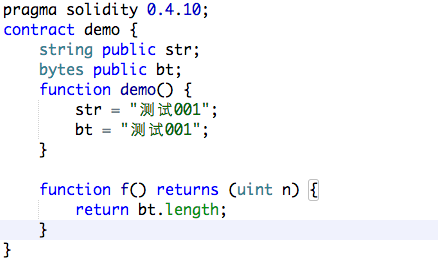 pragma solidity 0.4.10;
contract demo {
    string public str;
    bytes public bt;
    function demo() {
        str = "测试001";
        bt = "测试001";
    }

    function f() returns (uint n) {
        return bt.length;
    }
}